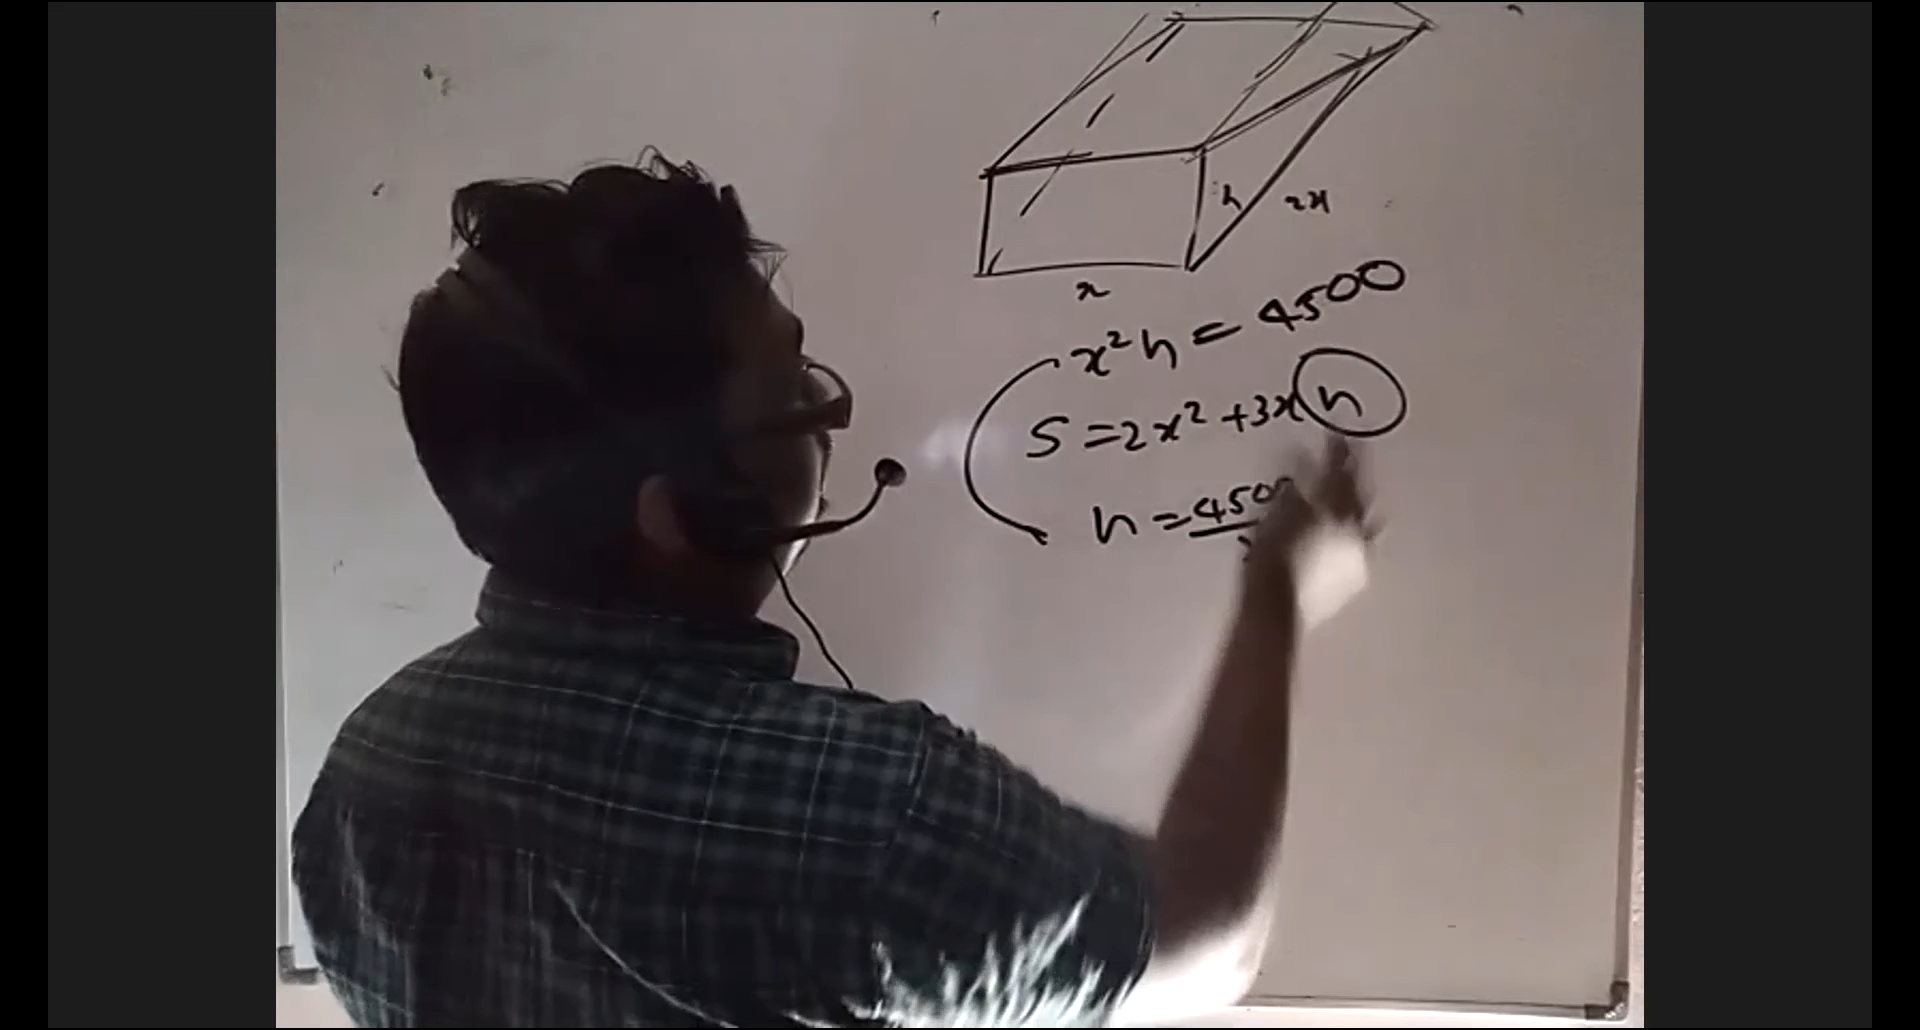 h
2x
x
x²h = 4500
S = 2x² + 3x h
h = 450